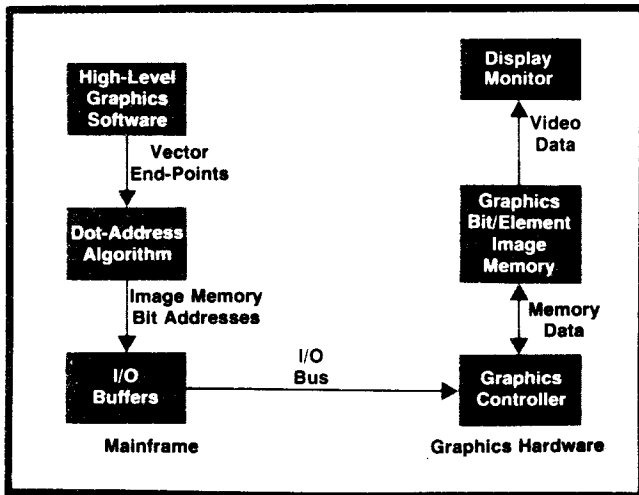 High-Level
Graphics
Software
Vector
End-Points
Dot-Address
Algorithm
Image Memory
Bit Addresses
I/O
Buffers
Mainframe
I/O
Bus
Display
Monitor
Video
Data
Graphics
Bit/Element
Image
Memory
Memory
Data
Graphics
Controller
Graphics Hardware